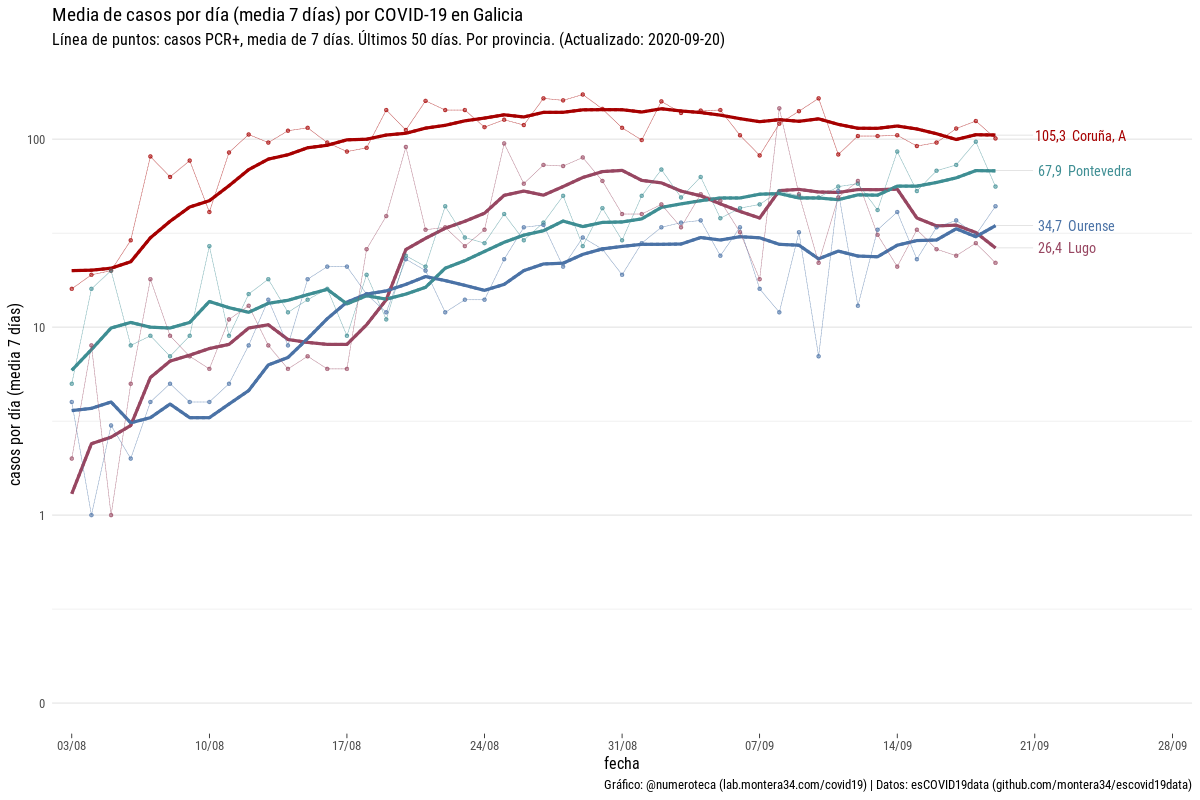 Media de casos por día (media 7 días) por COVID-19 en Galicia
Línea de puntos: casos PCR+, media de 7 días. Últimos 50 días. Por provincia. (Actualizado: 2020-09-20)
casos por día (media 7 días)
100
10
1
0
105,3 Coruña, A
67,9 Pontevedra
34,7 Ourense
26,4 Lugo
03/08
10/08
17/08
24/08
31/08
07/09
14/09
21/09
28/09
fecha
Gráfico: @numeroteca (lab.montera34.com/covid19) | Datos: esCOVID19data (github.com/montera34/escovid19data)